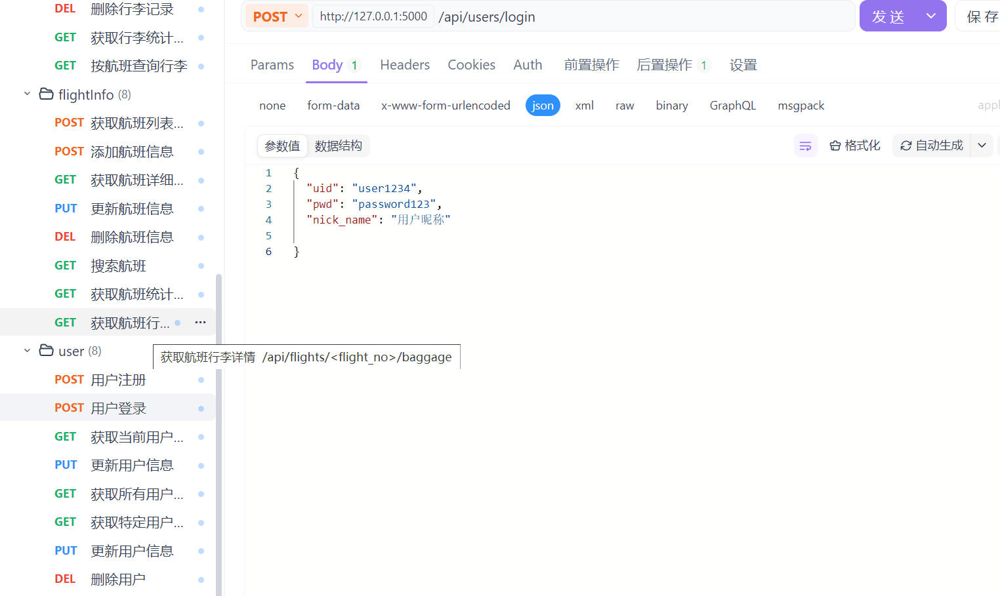 DEL 删除行李记录
GET 获取行李统计...
GET 按航班查询行李
flightInfo (8)
POST 获取航班列表...
POST 添加航班信息
GET 获取航班详细...
PUT 更新航班信息
DEL 删除航班信息
GET 搜索航班
GET 获取航班统计...
GET 获取航班行... ...
user (8)
获取航班行李详情 /api/flights/<flight_no>/baggage
POST 用户注册
POST 用户登录
GET 获取当前用户...
PUT 更新用户信息
GET 获取所有用户...
GET 获取特定用户...
PUT 更新用户信息
DEL 删除用户
POST http://127.0.0.1:5000 /api/users/login 发送 保存
Params Body 1 Headers Cookies Auth 前置操作 后置操作 1 设置
none form-data x-www-form-urlencoded json xml raw binary GraphQL msgpack appl
参数值 数据结构 格式化 自动生成
1 {
2 "uid": "user1234",
3 "pwd": "password123",
4 "nick_name": "用户昵称"
5
6 }